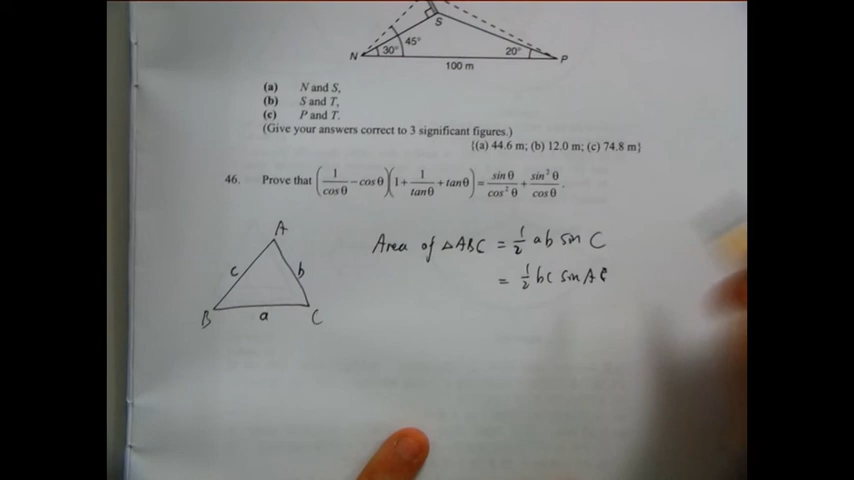 S
N 30° 45° 20° P
100 m
(a) N and S,
(b) S and T,
(c) P and T.
(Give your answers correct to 3 significant figures.)
{(a) 44.6 m; (b) 12.0 m; (c) 74.8 m}
46. Prove that (1/cosθ − cosθ)(1 + 1/tanθ + tanθ) = sinθ/cos²θ + sin³θ/cosθ.
A
c b
B a C
Area of △ABC = 1/2 ab sin C
= 1/2 bc sin A